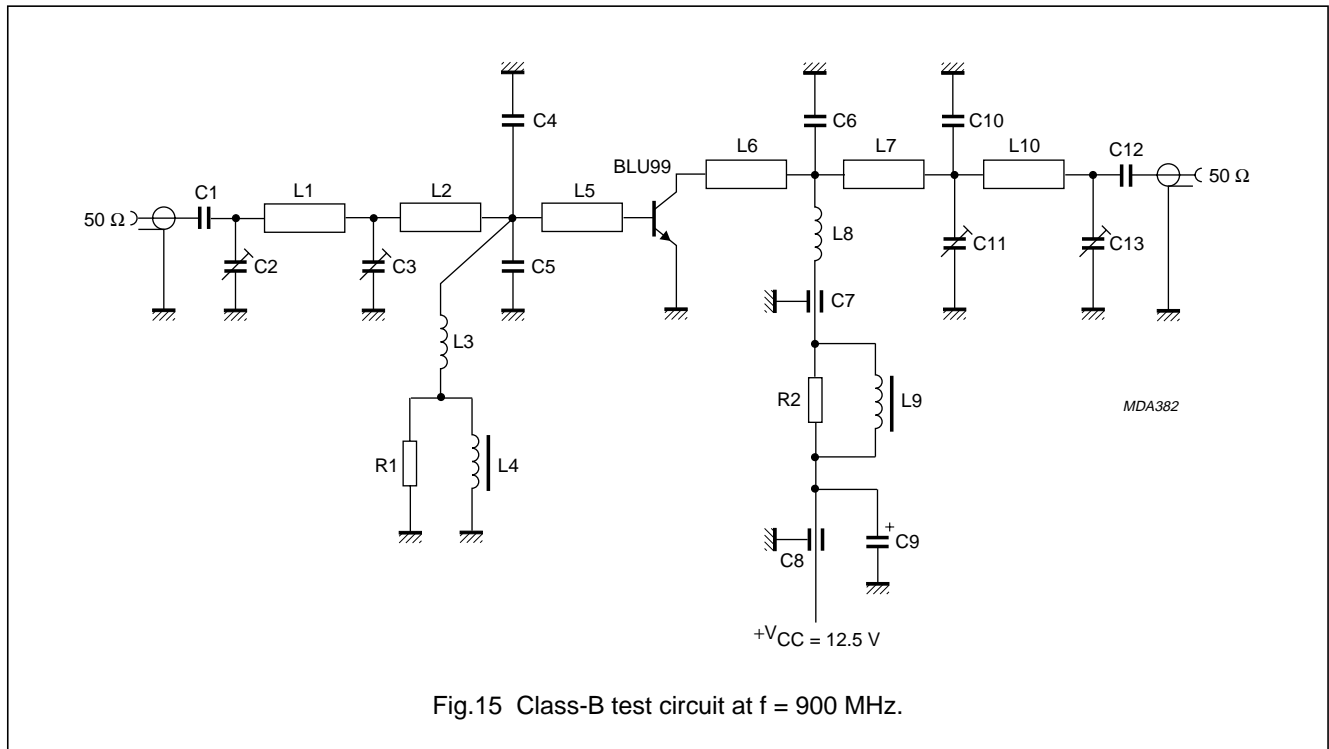 C4
C6
C10
L6
L7
L10
C12
BLU99
50 Ω
C1
L1
L2
L5
50 Ω
C2
C3
C5
L8
C11
C13
C7
L3
R2
L9
MDA382
R1
L4
+
C8
C9
+VCC = 12.5 V
Fig.15 Class-B test circuit at f = 900 MHz.